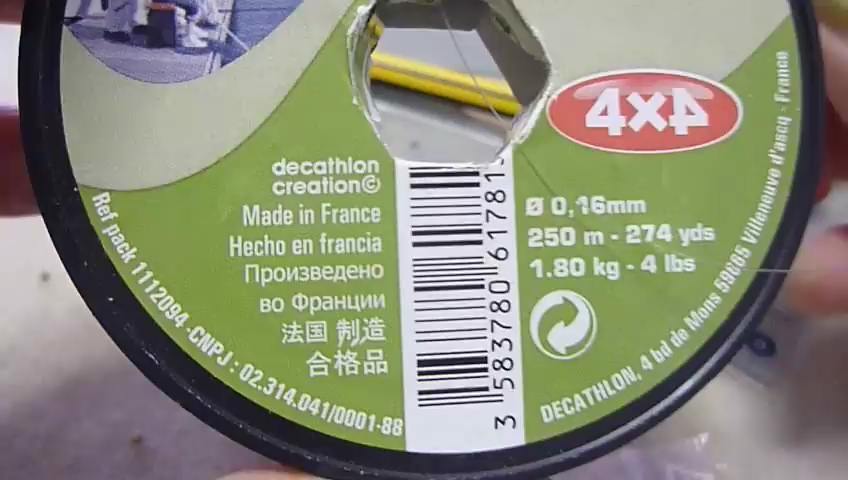 4x4
decathlon
creation©
Made in France
Hecho en francia
Произведено
во Франции
法国 制造
合格品
Ref pack 1112094 -CNPJ : 02.314.041/0001-88
3 583780 61781
Ø 0,16mm
250 m - 274 yds
1.80 kg - 4 lbs
DECATHLON, 4 bd de Mons 59665 Villeneuve d'ascq - France